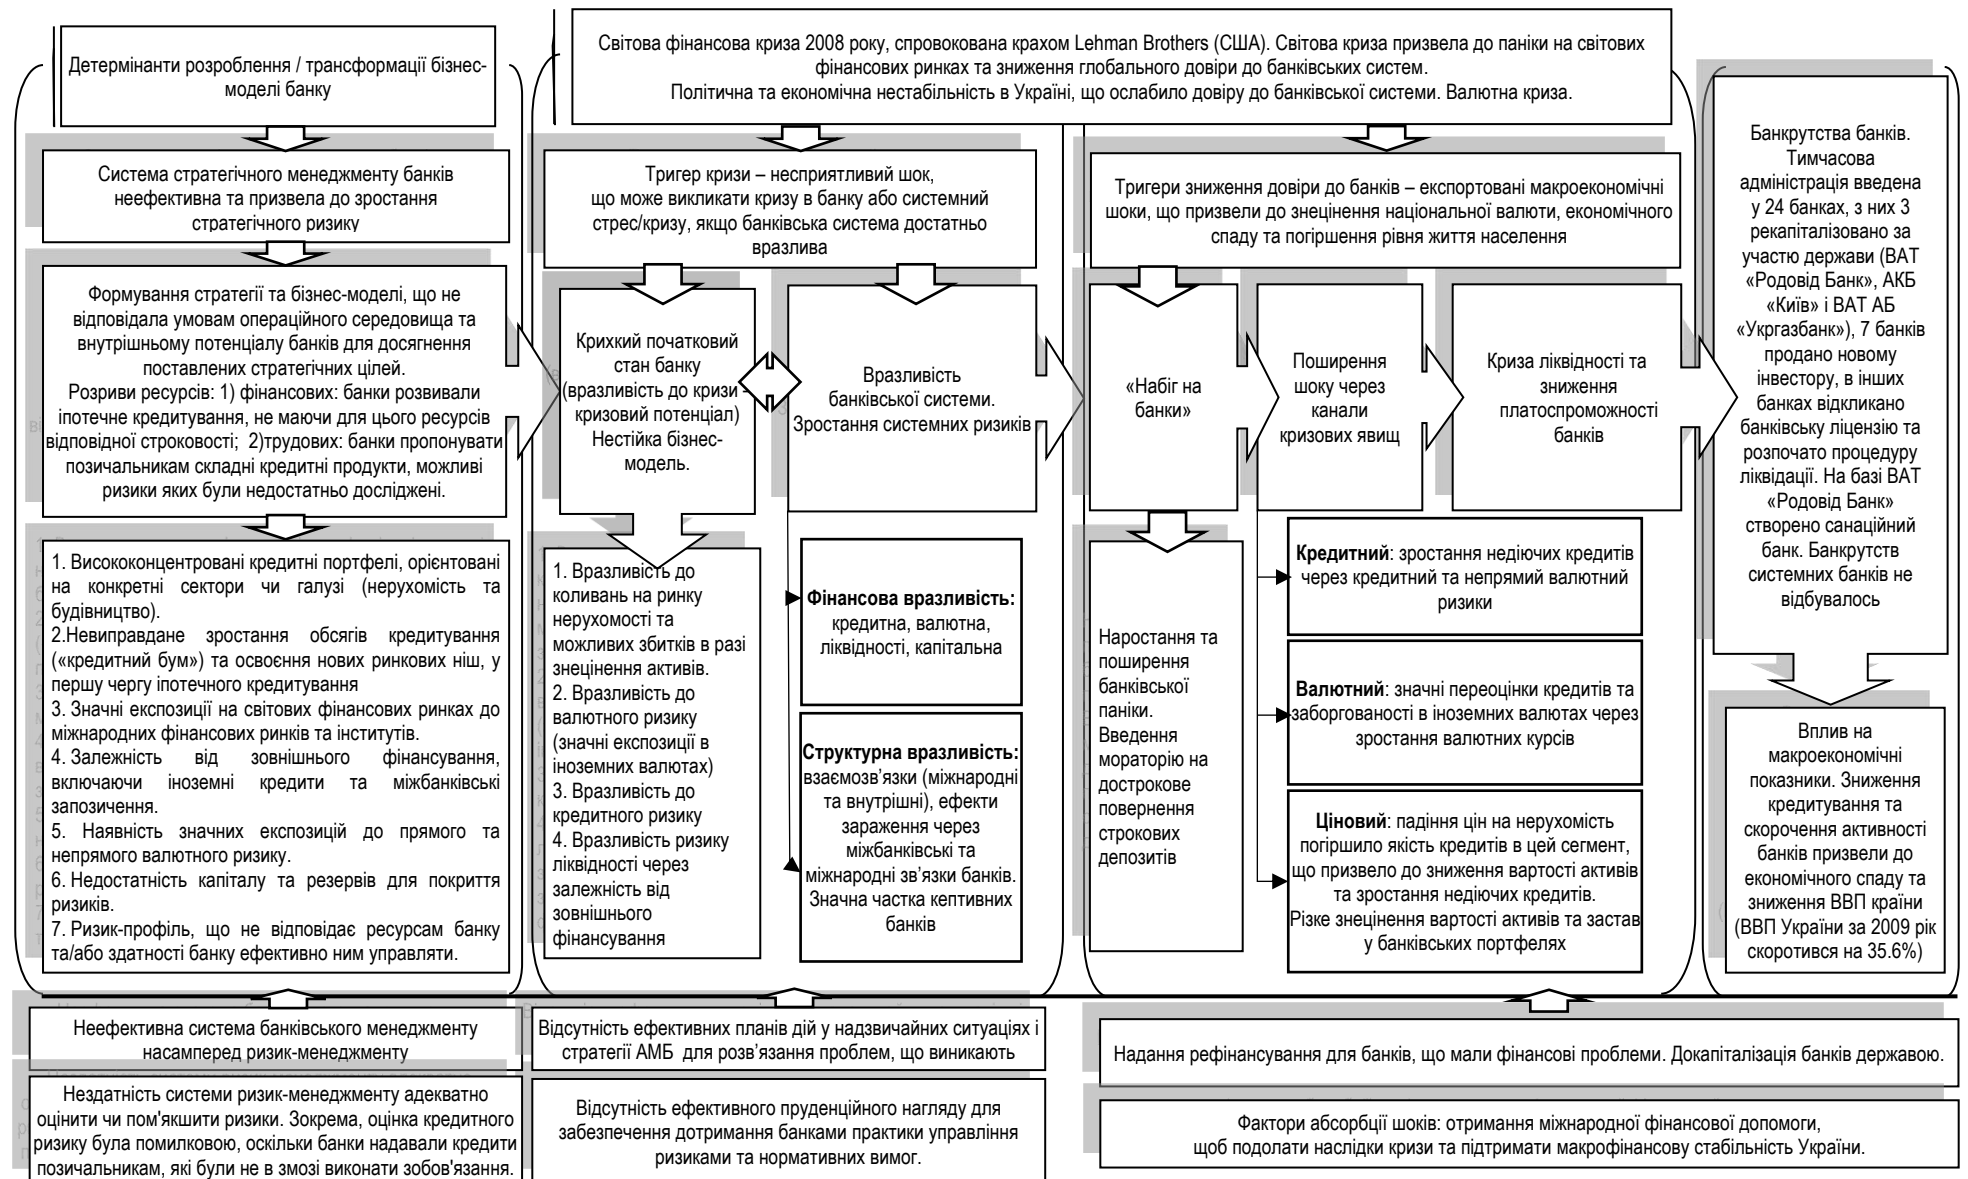 Детермінанти розроблення / трансформації бізнес-
моделі банку
Світова фінансова криза 2008 року, спровокована крахом Lehman Brothers (США). Світова криза призвела до паніки на світових
фінансових ринках та зниження глобального довіри до банківських систем.
Політична та економічна нестабільність в Україні, що ослабило довіру до банківської системи. Валютна криза.
Система стратегічного менеджменту банків
неефективна та призвела до зростання
стратегічного ризику
Формування стратегії та бізнес-моделі, що не
відповідала умовам операційного середовища та
внутрішньому потенціалу банків для досягнення
поставлених стратегічних цілей.
Розриви ресурсів: 1) фінансових: банки розвивали
іпотечне кредитування, не маючи для цього ресурсів
відповідної строковості; 2)трудових: банки пропонувати
позичальникам складні кредитні продукти, можливі
ризики яких були недостатньо досліджені.
1. Висококонцентровані кредитні портфелі, орієнтовані
на конкретні сектори чи галузі (нерухомість та
будівництво).
2.Невиправдане зростання обсягів кредитування
(«кредитний бум») та освоєння нових ринкових ніш, у
першу чергу іпотечного кредитування
3. Значні експозиції на світових фінансових ринках до
міжнародних фінансових ринків та інститутів.
4. Залежність від зовнішнього фінансування,
включаючи іноземні кредити та міжбанківські
запозичення.
5. Наявність значних експозицій до прямого та
непрямого валютного ризику.
6. Недостатність капіталу та резервів для покриття
ризиків.
7. Ризик-профіль, що не відповідає ресурсам банку
та/або здатності банку ефективно ним управляти.
Тригер кризи – несприятливий шок,
що може викликати кризу в банку або системний
стрес/кризу, якщо банківська система достатньо
вразлива
Крихкий початковий
стан банку
(вразливість до кризи -
кризовий потенціал)
Нестійка бізнес-
модель.
Вразливість
банківської системи.
Зростання системних ризиків
1. Вразливість до
коливань на ринку
нерухомості та
можливих збитків в разі
знецінення активів.
2. Вразливість до
валютного ризику
(значні експозиції в
іноземних валютах)
3. Вразливість до
кредитного ризику
4. Вразливість ризику
ліквідності через
залежність від
зовнішнього
фінансування
Фінансова вразливість:
кредитна, валютна,
ліквідності, капітальна
Структурна вразливість:
взаємозв’язки (міжнародні
та внутрішні), ефекти
зараження через
міжбанківські та
міжнародні зв’язки банків.
Значна частка кептивних
банків
Тригери зниження довіри до банків – експортовані макроекономічні
шоки, що призвели до знецінення національної валюти, економічного
спаду та погіршення рівня життя населення
«Набіг на
банки»
Поширення
шоку через
канали
кризових явищ
Криза ліквідності та
зниження
платоспроможності
банків
Наростання та
поширення
банківської
паніки.
Введення
мораторію на
дострокове
повернення
строкових
депозитів
Кредитний: зростання недіючих кредитів
через кредитний та непрямий валютний
ризики
Валютний: значні переоцінки кредитів та
заборгованості в іноземних валютах через
зростання валютних курсів
Ціновий: падіння цін на нерухомість
погіршило якість кредитів в цей сегмент,
що призвело до зниження вартості активів
та зростання недіючих кредитів.
Різке знецінення вартості активів та застав
у банківських портфелях
Банкрутства банків.
Тимчасова
адміністрація введена
у 24 банках, з них 3
рекапіталізовано за
участю держави (ВАТ
«Родовід Банк», АКБ
«Київ» і ВАТ АБ
«Укргазбанк»), 7 банків
продано новому
інвестору, в інших
банках відкликано
банківську ліцензію та
розпочато процедуру
ліквідації. На базі ВАТ
«Родовід Банк»
створено санаційний
банк. Банкрутств
системних банків не
відбувалось
Вплив на
макроекономічні
показники. Зниження
кредитування та
скорочення активності
банків призвели до
економічного спаду та
зниження ВВП країни
(ВВП України за 2009 рік
скоротився на 35.6%)
Неефективна система банківського менеджменту
насамперед ризик-менеджменту
Нездатність системи ризик-менеджменту адекватно
оцінити чи пом'якшити ризики. Зокрема, оцінка кредитного
ризику була помилковою, оскільки банки надавали кредити
позичальникам, які були не в змозі виконати зобов'язання.
Відсутність ефективних планів дій у надзвичайних ситуаціях і
стратегії АМБ для розв’язання проблем, що виникають
Відсутність ефективного пруденційного нагляду для
забезпечення дотримання банками практики управління
ризиками та нормативних вимог.
Надання рефінансування для банків, що мали фінансові проблеми. Докапіталізація банків державою.
Фактори абсорбції шоків: отримання міжнародної фінансової допомоги,
щоб подолати наслідки кризи та підтримати макрофінансову стабільність України.